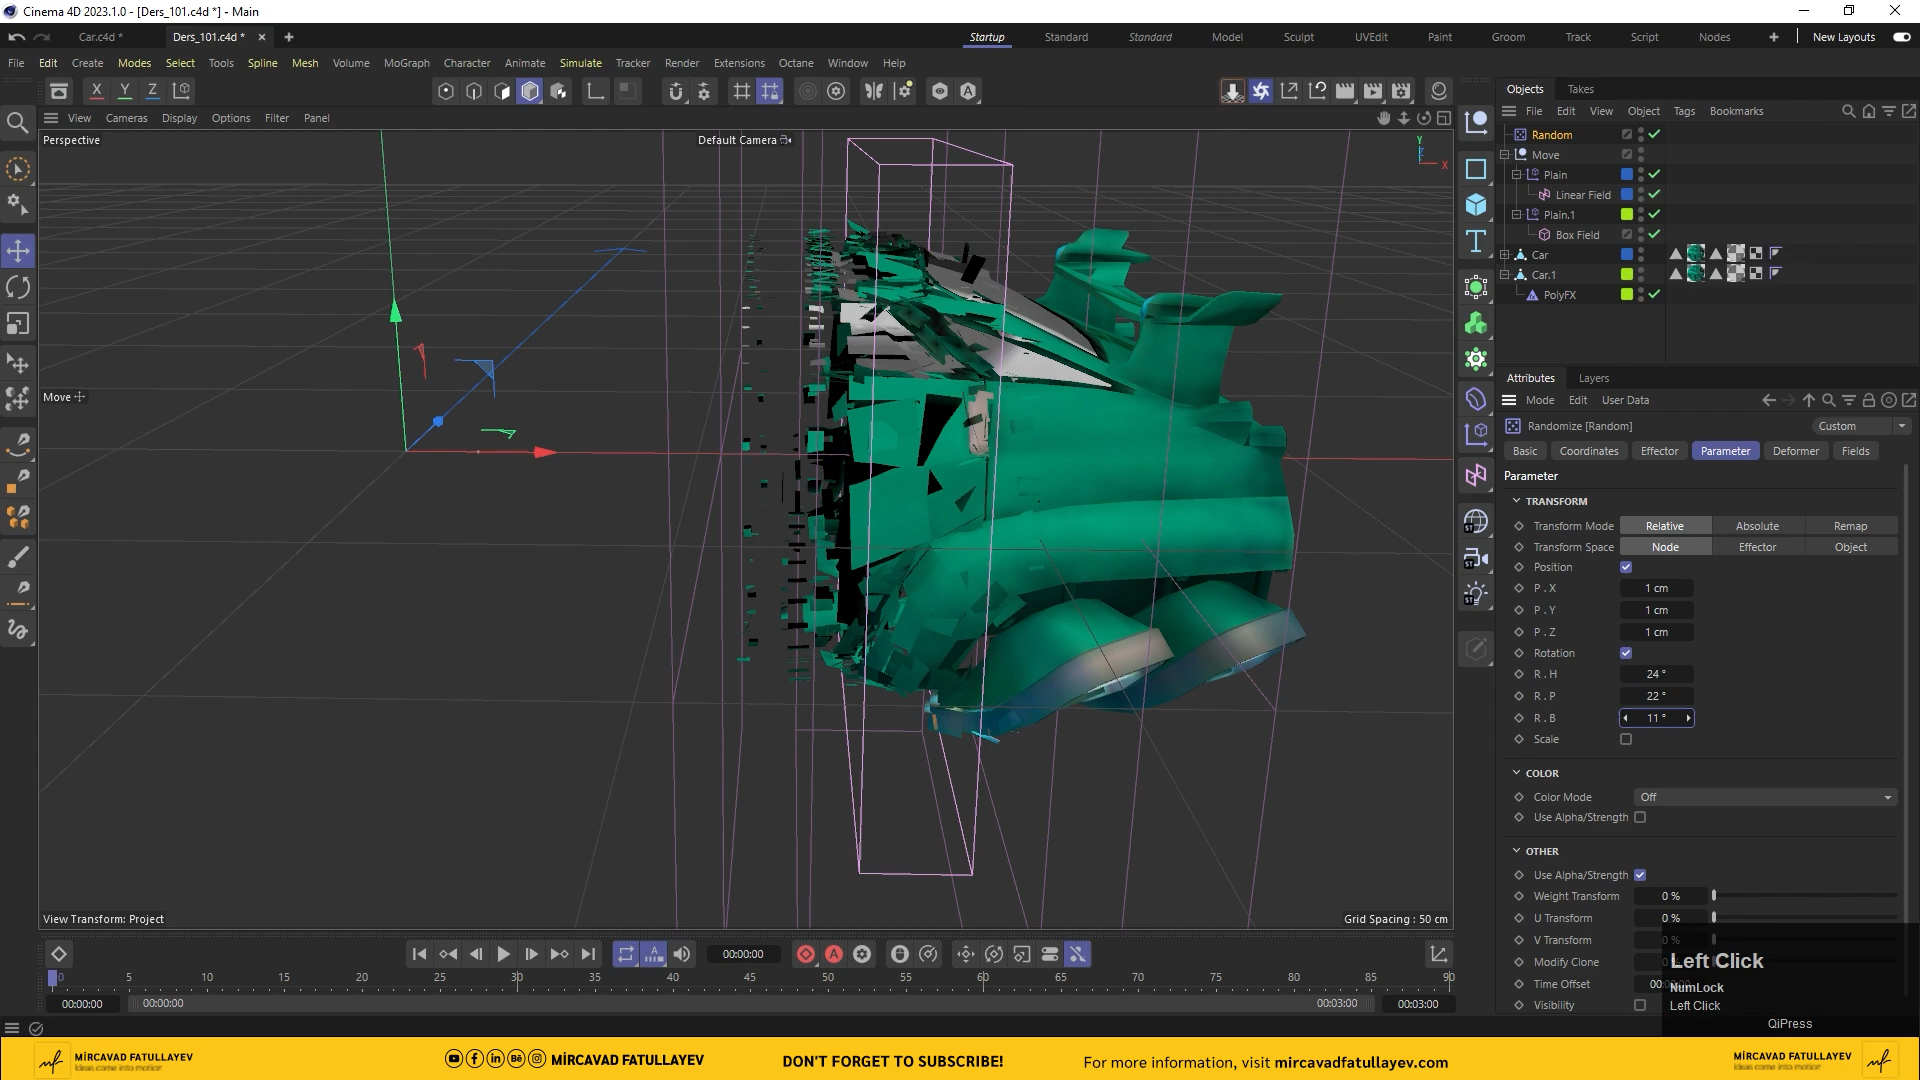 Cinema 4D 2023.1.0 - [Ders_101.c4d *] - Main
Car.c4d *
Ders_101.c4d *
Startup
Standard
Standard
Model
Sculpt
UVEdit
Paint
Groom
Track
Script
Nodes
New Layouts
File Edit Create Modes Select Tools Spline Mesh Volume MoGraph Character Animate Simulate Tracker Render Extensions Octane Window Help
X Y Z
View Cameras Display Options Filter Panel
Perspective
Default Camera
Y
X
Move
View Transform: Project
Grid Spacing : 50 cm
Objects Takes
File Edit View Object Tags Bookmarks
Random
Move
Plain
Linear Field
Plain.1
Box Field
Car
Car.1
PolyFX
Attributes Layers
Mode Edit User Data
Randomize [Random]
Custom
Basic Coordinates Effector Parameter Deformer Fields
Parameter
TRANSFORM
Transform Mode Relative Absolute Remap
Transform Space Node Effector Object
Position
P . X 1 cm
P . Y 1 cm
P . Z 1 cm
Rotation
R . H 24 °
R . P 22 °
R . B 11 °
Scale
COLOR
Color Mode Off
Use Alpha/Strength
OTHER
Use Alpha/Strength
Weight Transform 0 %
U Transform 0 %
V Transform 0 %
Modify Clone
Time Offset
Visibility
Left Click
NumLock
Left Click
QiPress
00:00:00
0 5 10 15 20 25 30 35 40 45 50 55 60 65 70 75 80 85 90
00:00:00
00:00:00
00:03:00
00:03:00
MİRCAVAD FATULLAYEV
Ideas come into motion
MİRCAVAD FATULLAYEV
DON'T FORGET TO SUBSCRIBE!
For more information, visit mircavadfatullayev.com
MİRCAVAD FATULLAYEV
Ideas come into motion